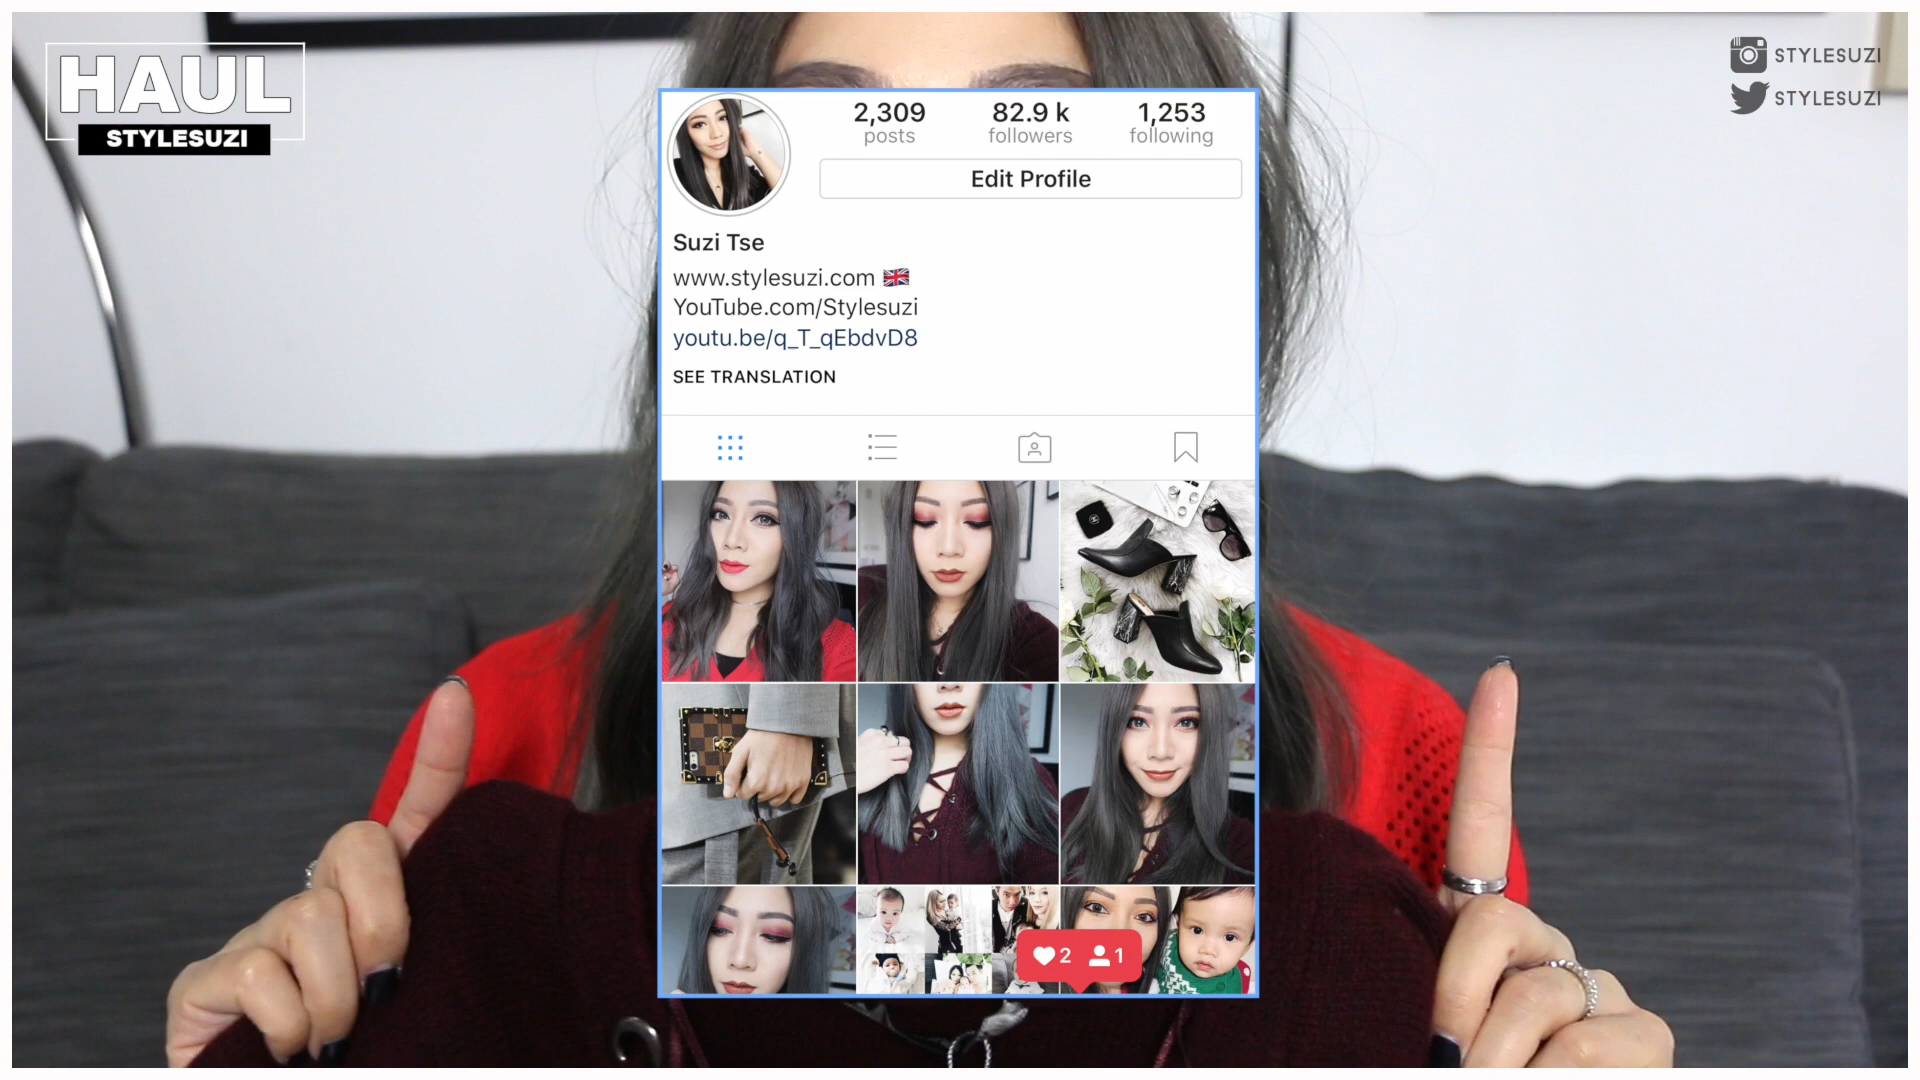 HAUL
STYLESUZI
STYLESUZI
STYLESUZI
2,309 82.9 k 1,253
posts followers following
Edit Profile
Suzi Tse
www.stylesuzi.com
YouTube.com/Stylesuzi
youtu.be/q_T_qEbdvD8
SEE TRANSLATION
2 1